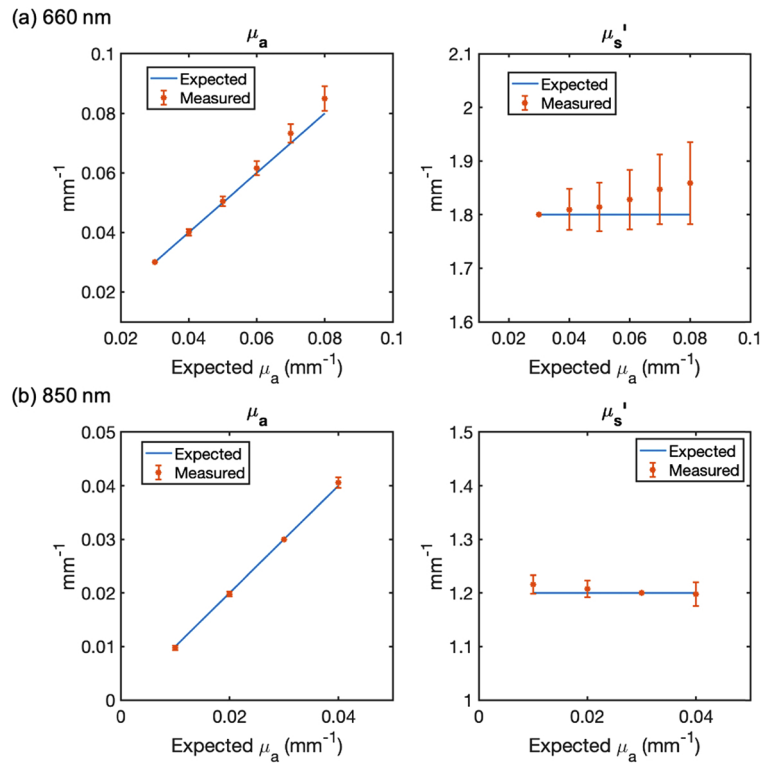 (a) 660 nm
μa
0.1
0.08
0.06
0.04
0.02
mm-1
Expected
Measured
0.02
0.04
0.06
0.08
0.1
Expected μa (mm-1)
μs'
2.1
2
1.9
1.8
1.7
1.6
mm-1
Expected
Measured
0.02
0.04
0.06
0.08
0.1
Expected μa (mm-1)
(b) 850 nm
μa
0.05
0.04
0.03
0.02
0.01
0
mm-1
Expected
Measured
0
0.02
0.04
Expected μa (mm-1)
μs'
1.5
1.4
1.3
1.2
1.1
1
mm-1
Expected
Measured
0
0.02
0.04
Expected μa (mm-1)